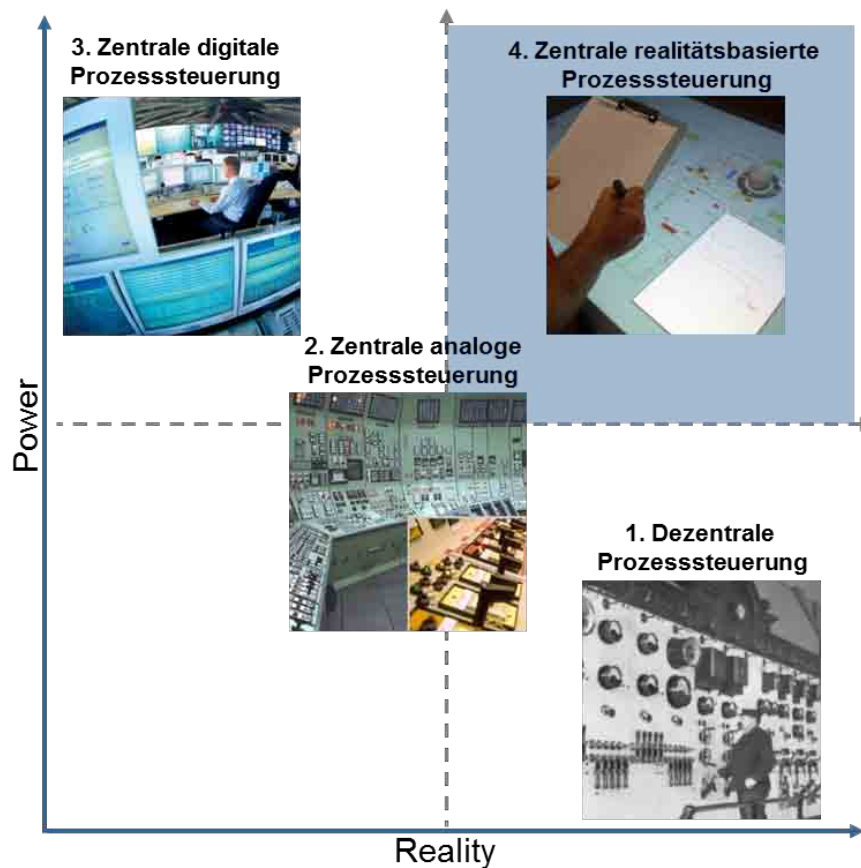 3. Zentrale digitale
Prozesssteuerung
4. Zentrale realitätsbasierte
Prozesssteuerung
2. Zentrale analoge
Prozesssteuerung
1. Dezentrale
Prozesssteuerung
Power
Reality